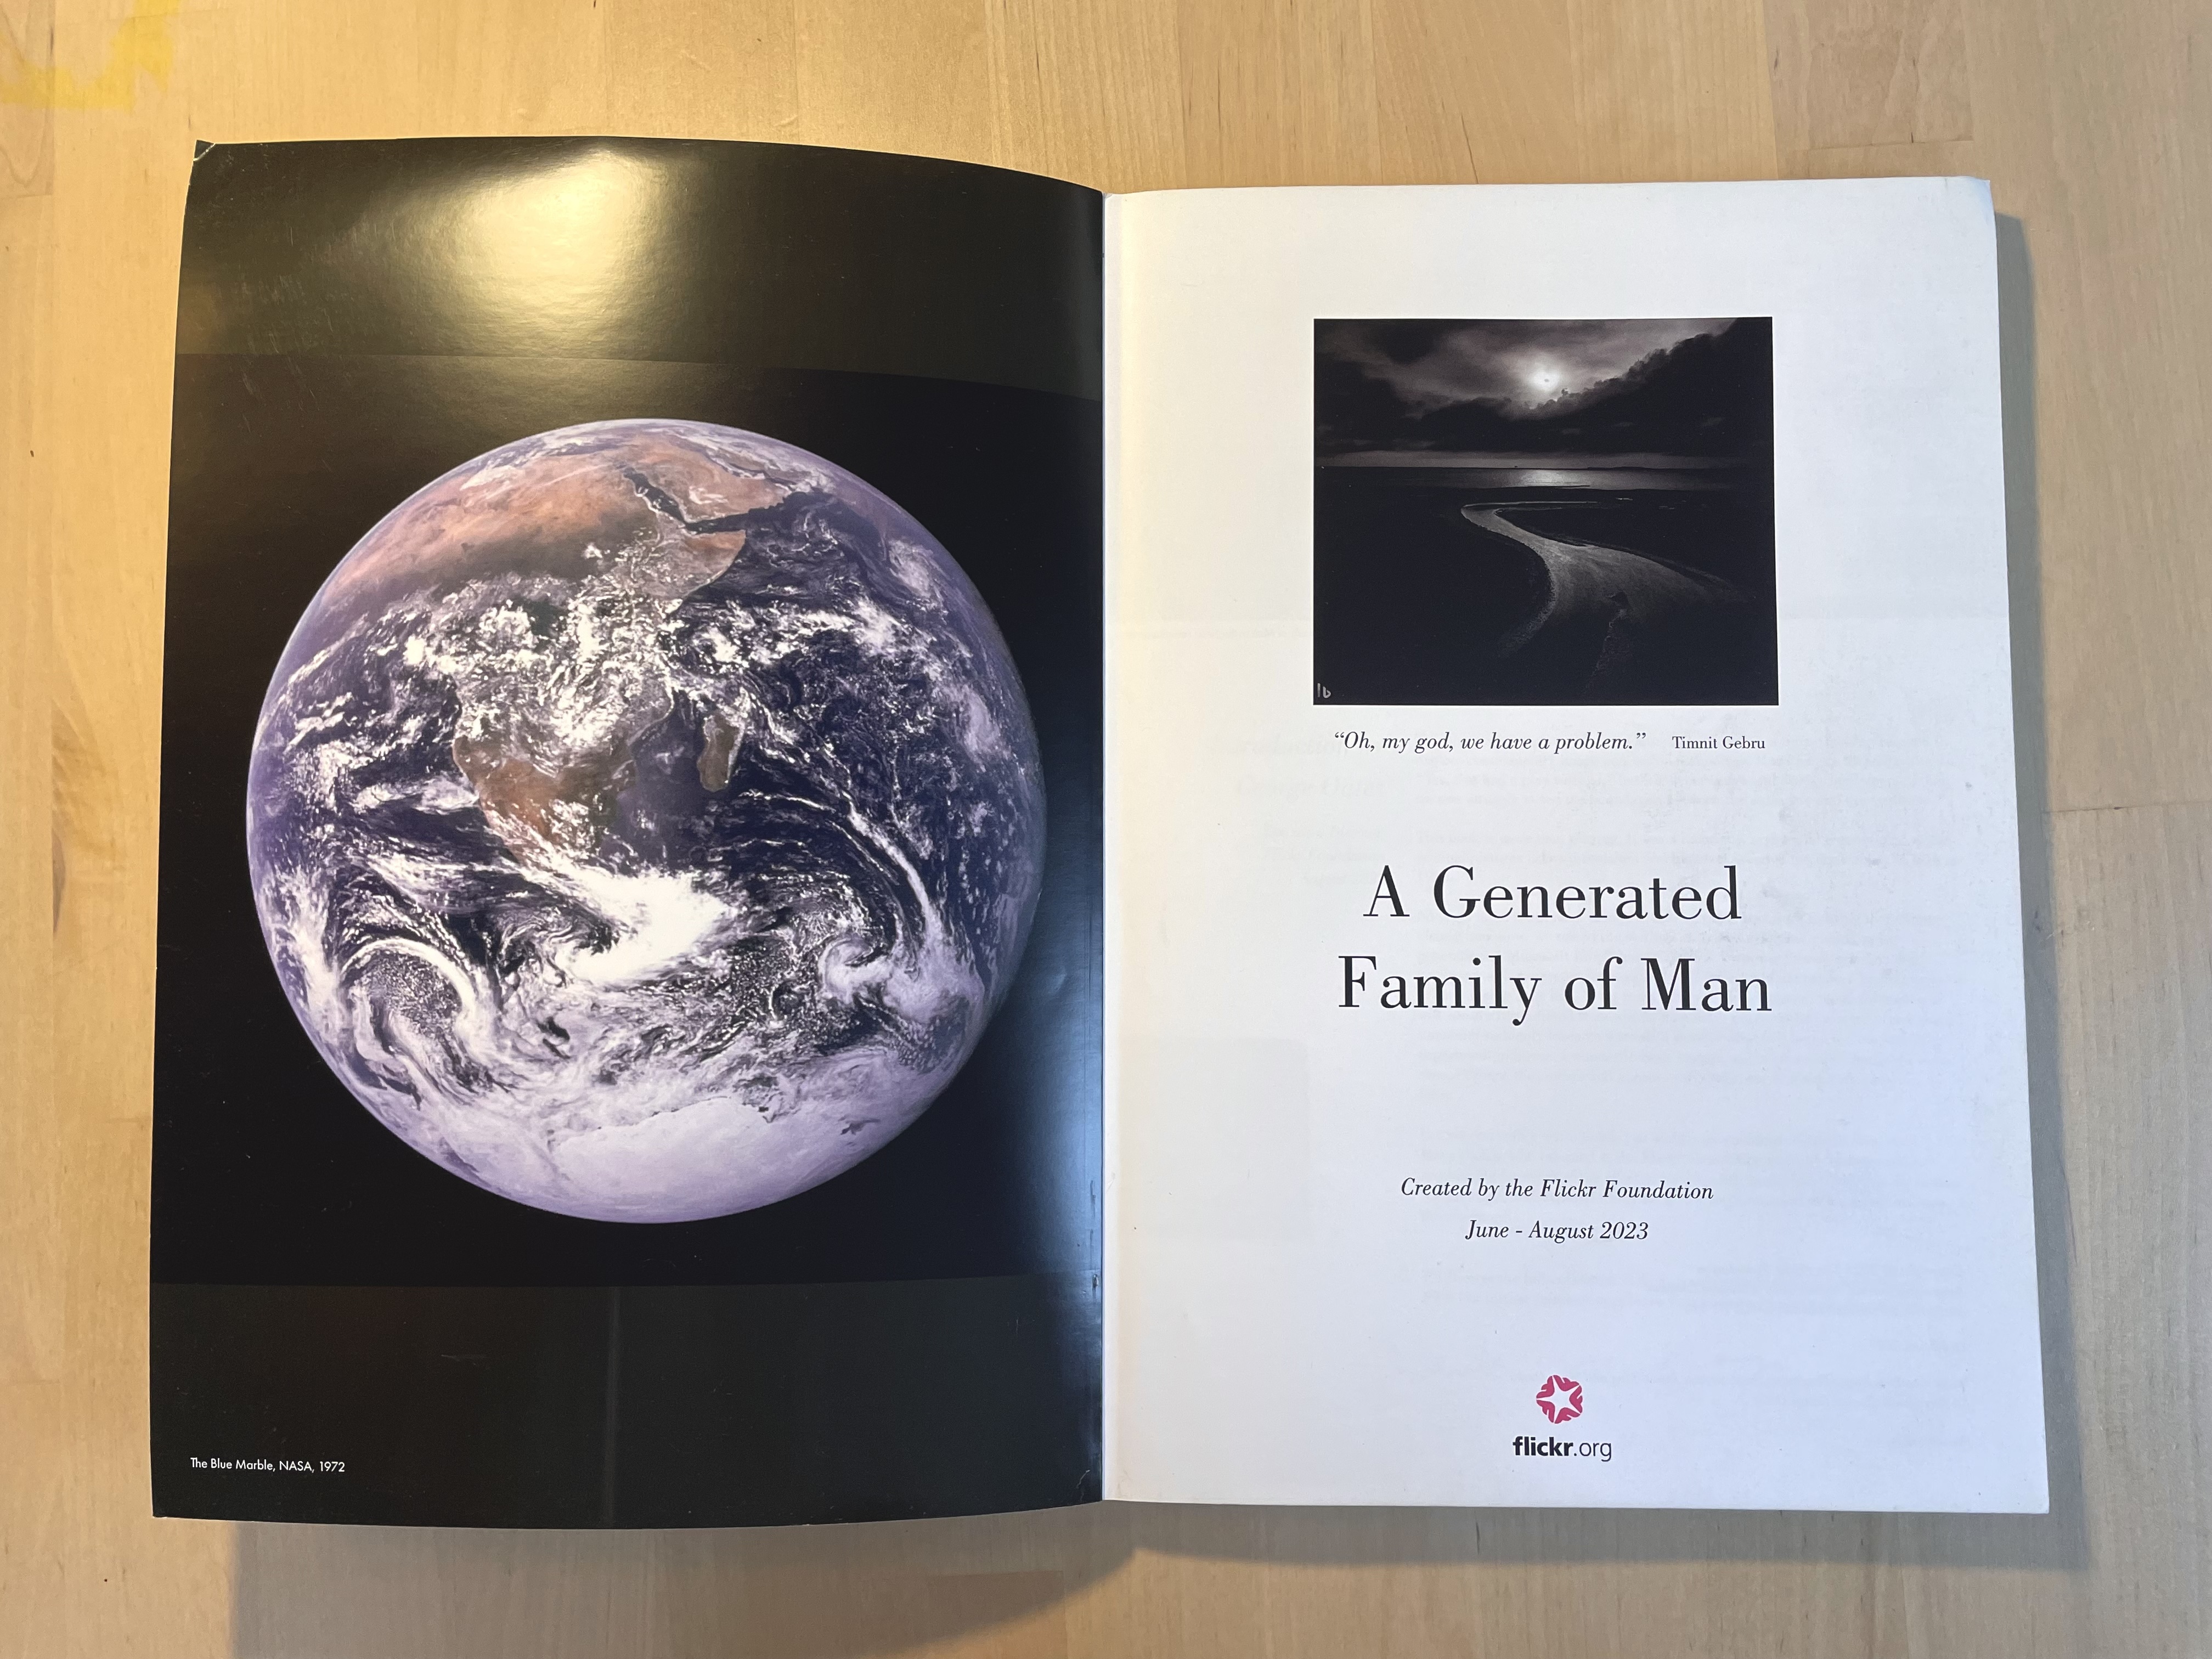 The Blue Marble, NASA, 1972
lb
“Oh, my god, we have a problem.” Timnit Gebru
A Generated
Family of Man
Created by the Flickr Foundation
June - August 2023
flickr.org